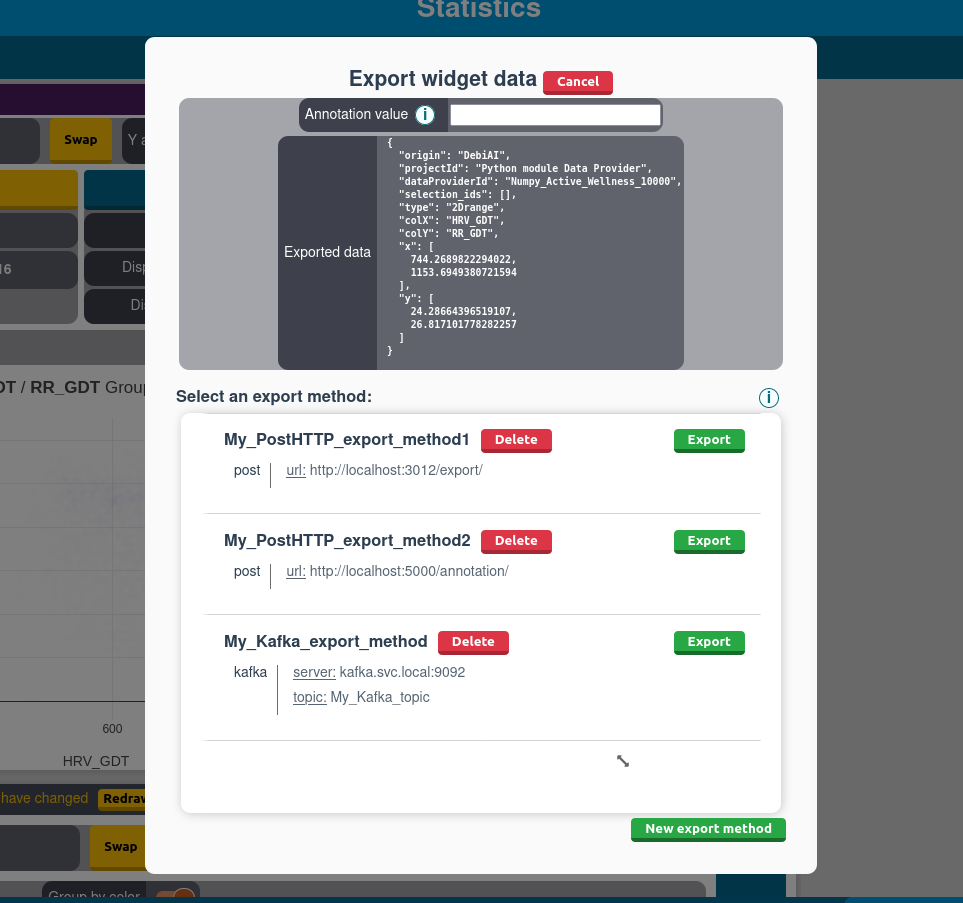 Statistics
Export widget data Cancel
Annotation value i
Exported data
{
"origin": "DebiAI",
"projectId": "Python module Data Provider",
"dataProviderId": "Numpy_Active_Wellness_10000",
"selection_ids": [],
"type": "2Drange",
"colX": "HRV_GDT",
"colY": "RR_GDT",
"x": [
744.2689822294022,
1153.6949380721594
],
"y": [
24.28664396519107,
26.817101778282257
]
}
Select an export method: i
My_PostHTTP_export_method1 Delete Export
post url: http://localhost:3012/export/
My_PostHTTP_export_method2 Delete Export
post url: http://localhost:5000/annotation/
My_Kafka_export_method Delete Export
kafka server: kafka.svc.local:9092
topic: My_Kafka_topic
New export method
Swap Y a
16 Disp
Di
DT / RR_GDT Group
600
HRV_GDT
have changed Redraw
Swap
Group by color